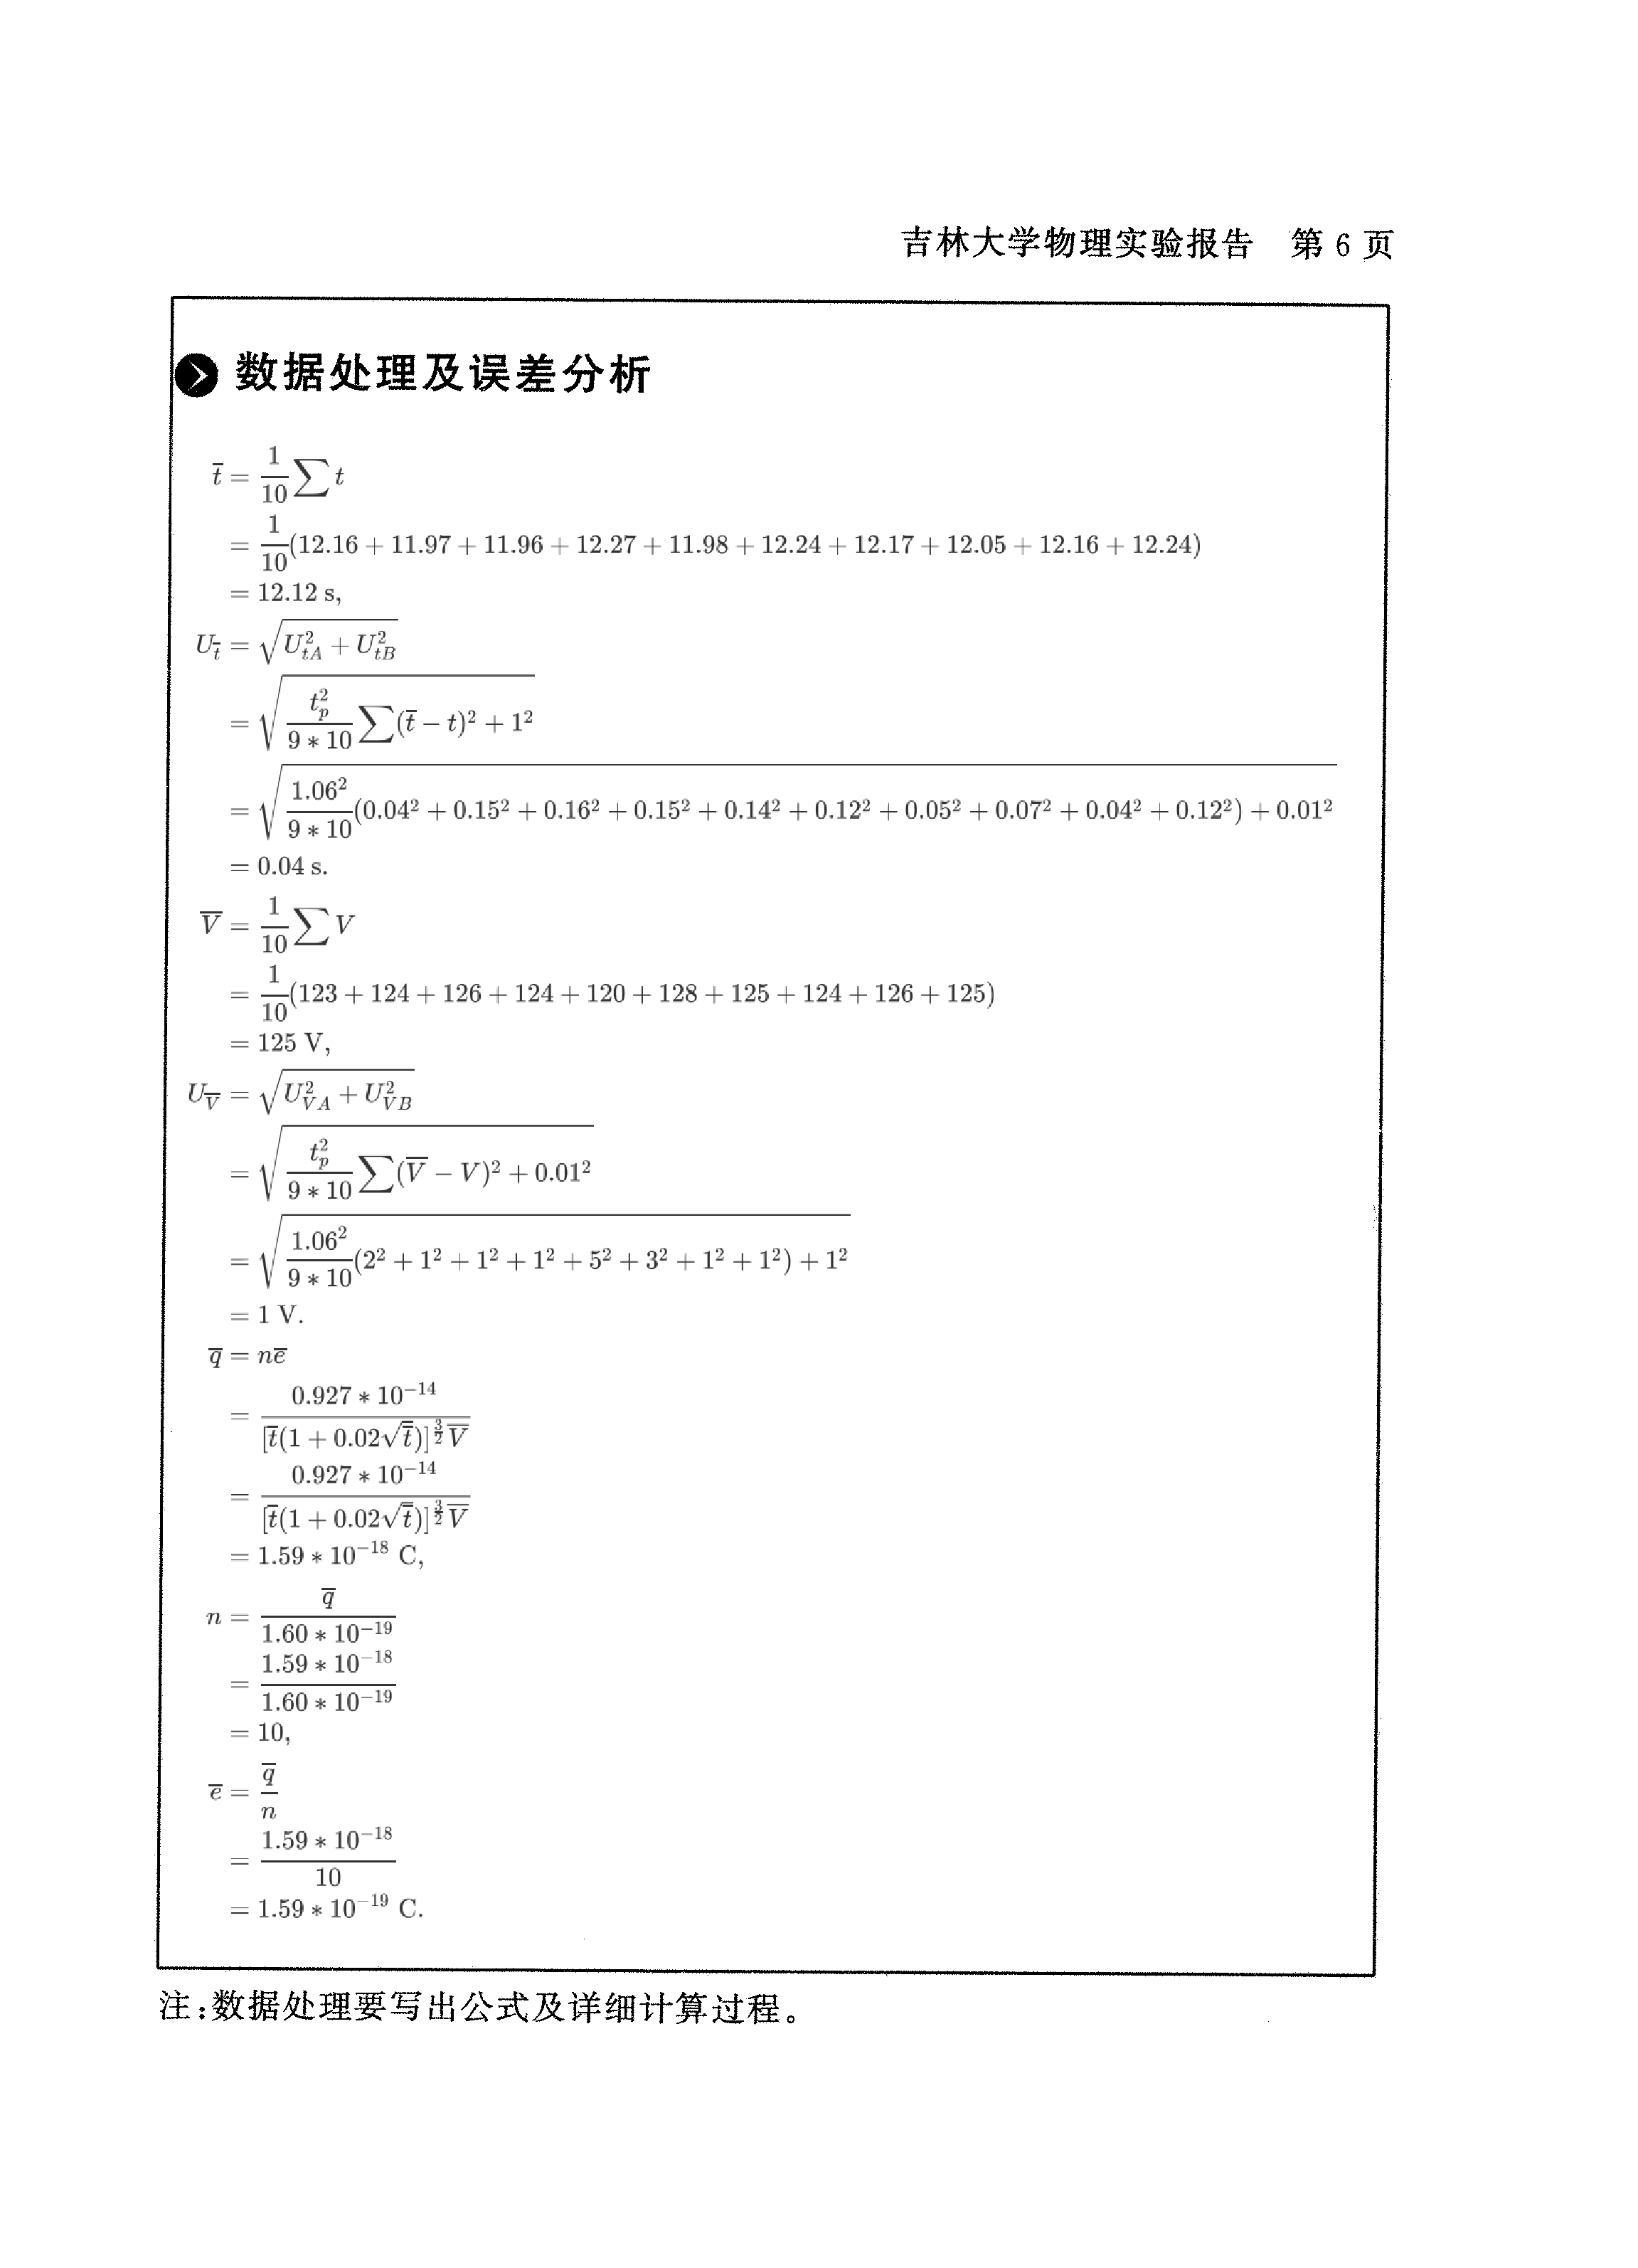 吉林大学物理实验报告 第 6 页
数据处理及误差分析
$\overline{t} = \frac{1}{10}\sum t$
$= \frac{1}{10}(12.16 + 11.97 + 11.96 + 12.27 + 11.98 + 12.24 + 12.17 + 12.05 + 12.16 + 12.24)$
$= 12.12 \text{ s},$
$U_{\overline{t}} = \sqrt{U_{tA}^2 + U_{tB}^2}$
$= \sqrt{\frac{t_p^2}{9 * 10}\sum(\overline{t} - t)^2 + 1^2}$
$= \sqrt{\frac{1.06^2}{9 * 10}(0.04^2 + 0.15^2 + 0.16^2 + 0.15^2 + 0.14^2 + 0.12^2 + 0.05^2 + 0.07^2 + 0.04^2 + 0.12^2) + 0.01^2}$
$= 0.04 \text{ s}.$
$\overline{V} = \frac{1}{10}\sum V$
$= \frac{1}{10}(123 + 124 + 126 + 124 + 120 + 128 + 125 + 124 + 126 + 125)$
$= 125 \text{ V},$
$U_{\overline{V}} = \sqrt{U_{VA}^2 + U_{VB}^2}$
$= \sqrt{\frac{t_p^2}{9 * 10}\sum(\overline{V} - V)^2 + 0.01^2}$
$= \sqrt{\frac{1.06^2}{9 * 10}(2^2 + 1^2 + 1^2 + 1^2 + 5^2 + 3^2 + 1^2 + 1^2) + 1^2}$
$= 1 \text{ V}.$
$\overline{q} = n\overline{e}$
$= \frac{0.927 * 10^{-14}}{[\overline{t}(1 + 0.02\sqrt{\overline{t}})]^{\frac{3}{2}}\overline{V}}$
$= \frac{0.927 * 10^{-14}}{[\overline{t}(1 + 0.02\sqrt{\overline{t}})]^{\frac{3}{2}}\overline{V}}$
$= 1.59 * 10^{-18} \text{ C},$
$n = \frac{\overline{q}}{1.60 * 10^{-19}}$
$= \frac{1.59 * 10^{-18}}{1.60 * 10^{-19}}$
$= 10,$
$\overline{e} = \frac{\overline{q}}{n}$
$= \frac{1.59 * 10^{-18}}{10}$
$= 1.59 * 10^{-19} \text{ C}.$
注:数据处理要写出公式及详细计算过程。